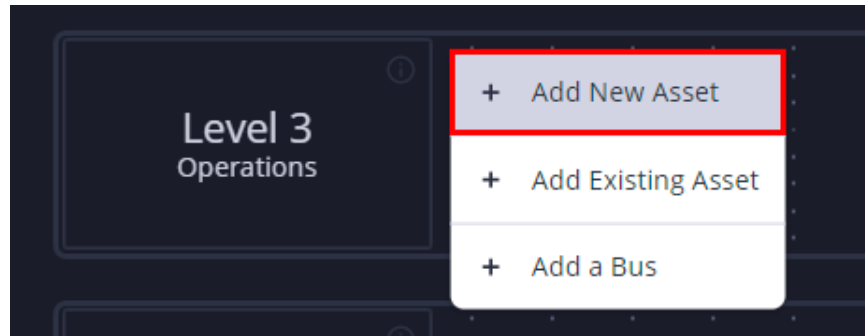 Level 3
Operations
+ Add New Asset
+ Add Existing Asset
+ Add a Bus